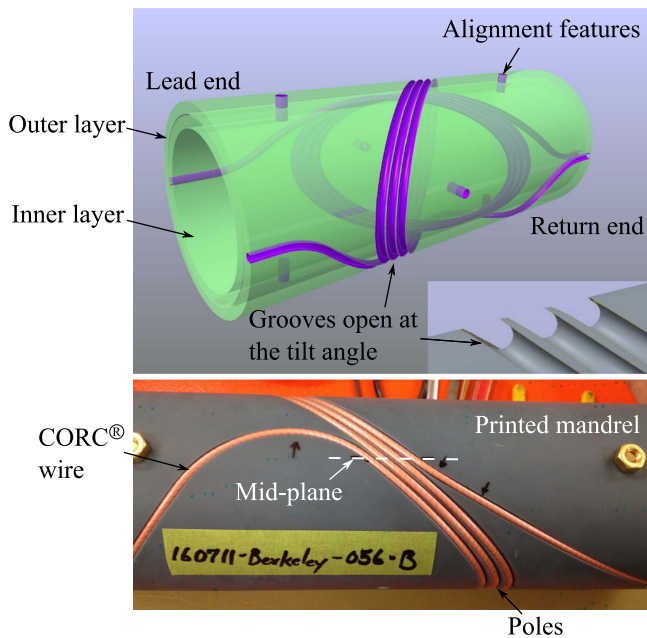 Alignment features
Lead end
Outer layer
Inner layer
Return end
Grooves open at
the tilt angle
CORC®
wire
Printed mandrel
Mid-plane
160711-Berkeley-056-B
Poles